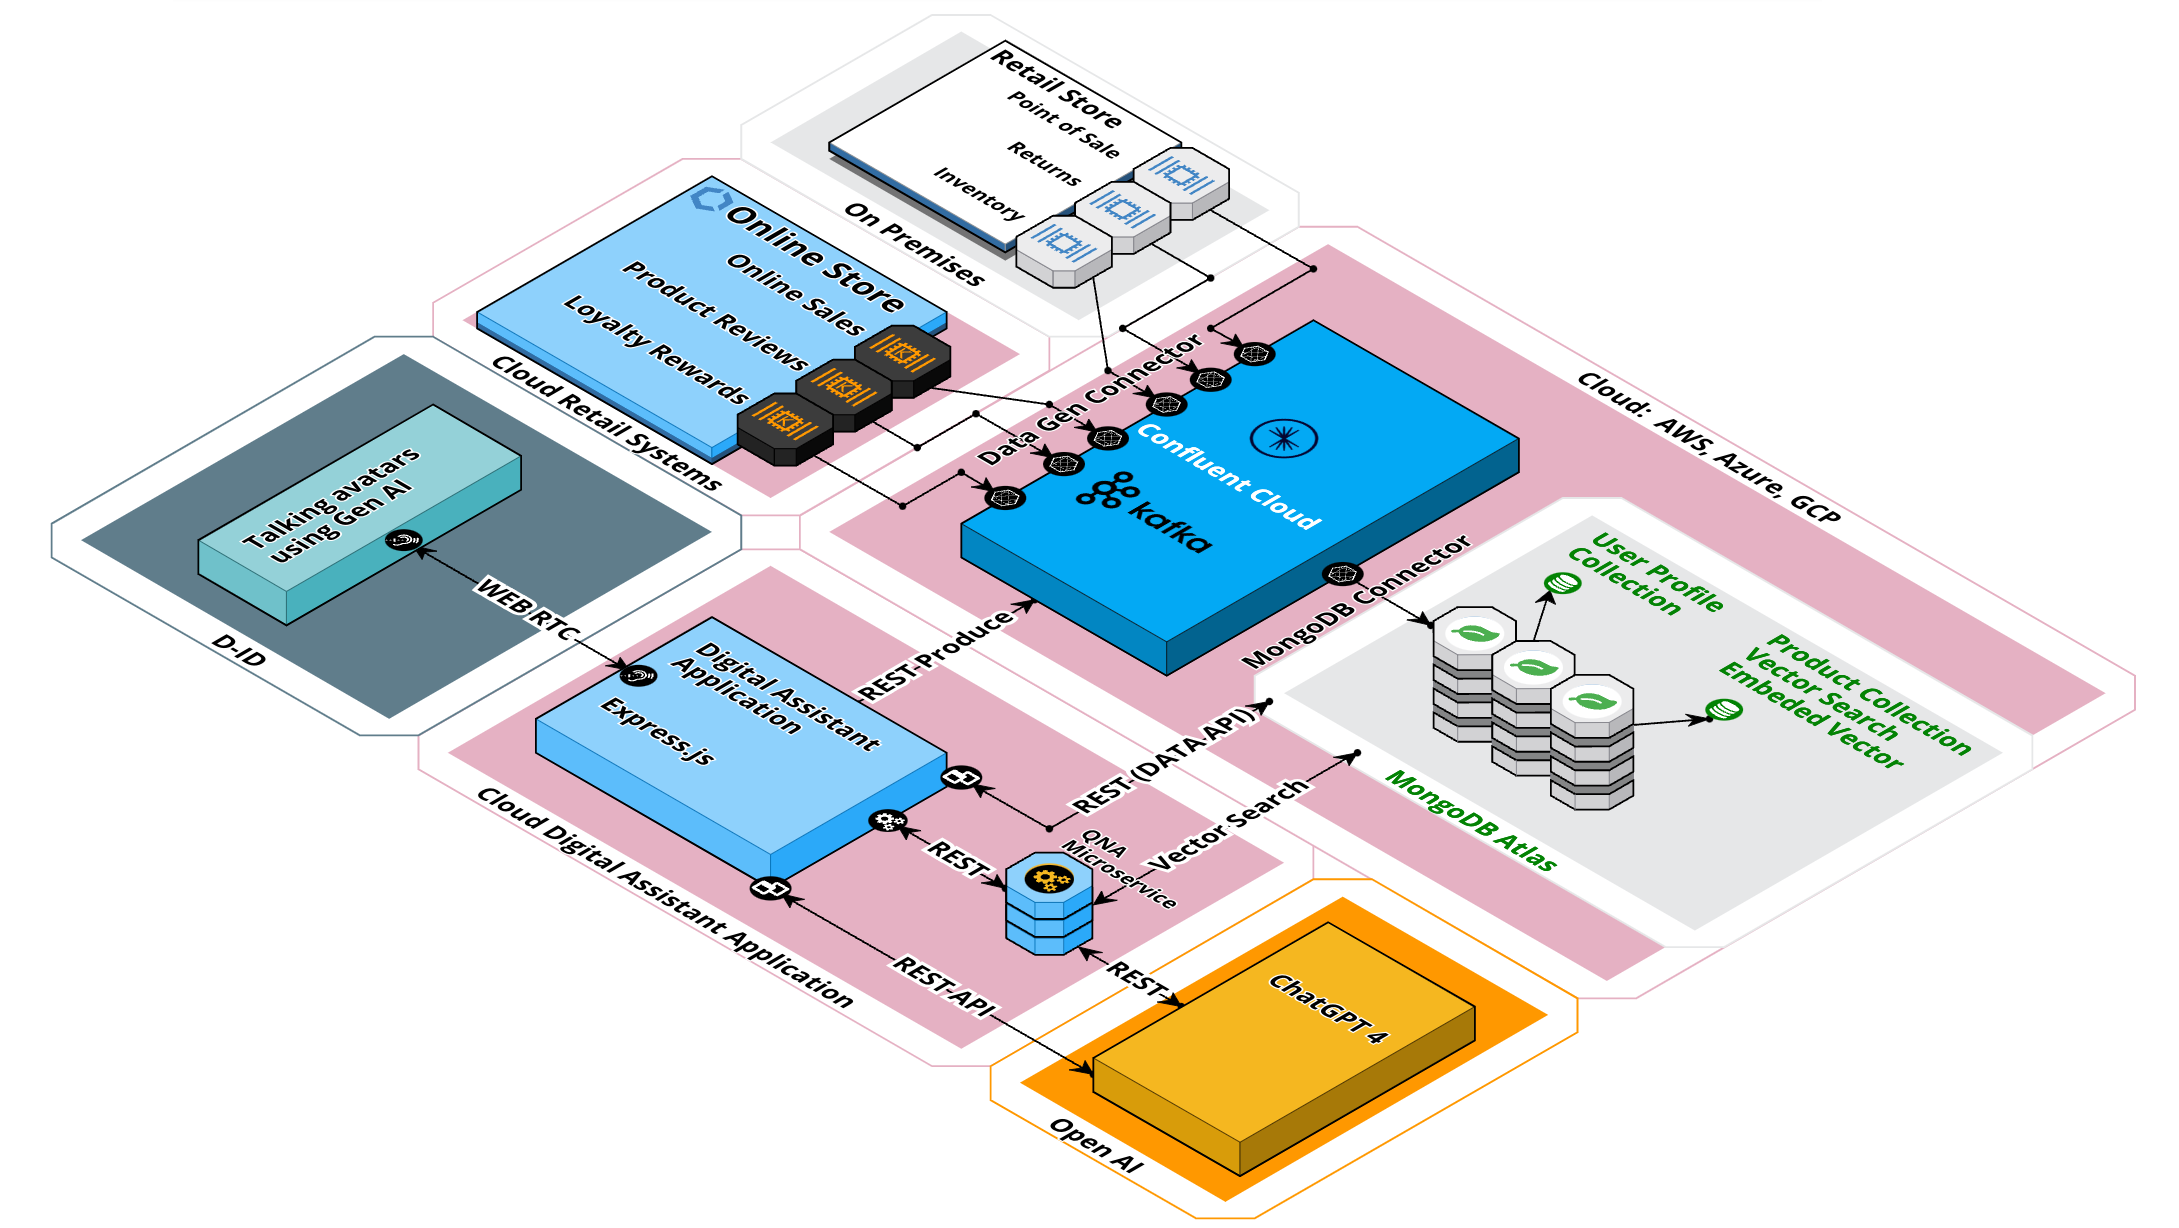 Retail Store
Point of Sale
Returns
Inventory
On Premises
Online Store
Online Sales
Product Reviews
Loyalty Rewards
Cloud Retail Systems
Data Gen Connector
Confluent Cloud
kafka
Cloud: AWS, Azure, GCP
Talking avatars
using Gen AI
WEB RTC
D-ID
MongoDB Connector
User Profile
Collection
Product Collection
Vector Search
Embeded Vector
MongoDB Atlas
REST-Produce
Digital Assistant
Application
Express.js
REST (DATA API)
Vector Search
QNA
Microservice
REST
REST
REST-API
Cloud Digital Assistant Application
ChatGPT 4
Open AI